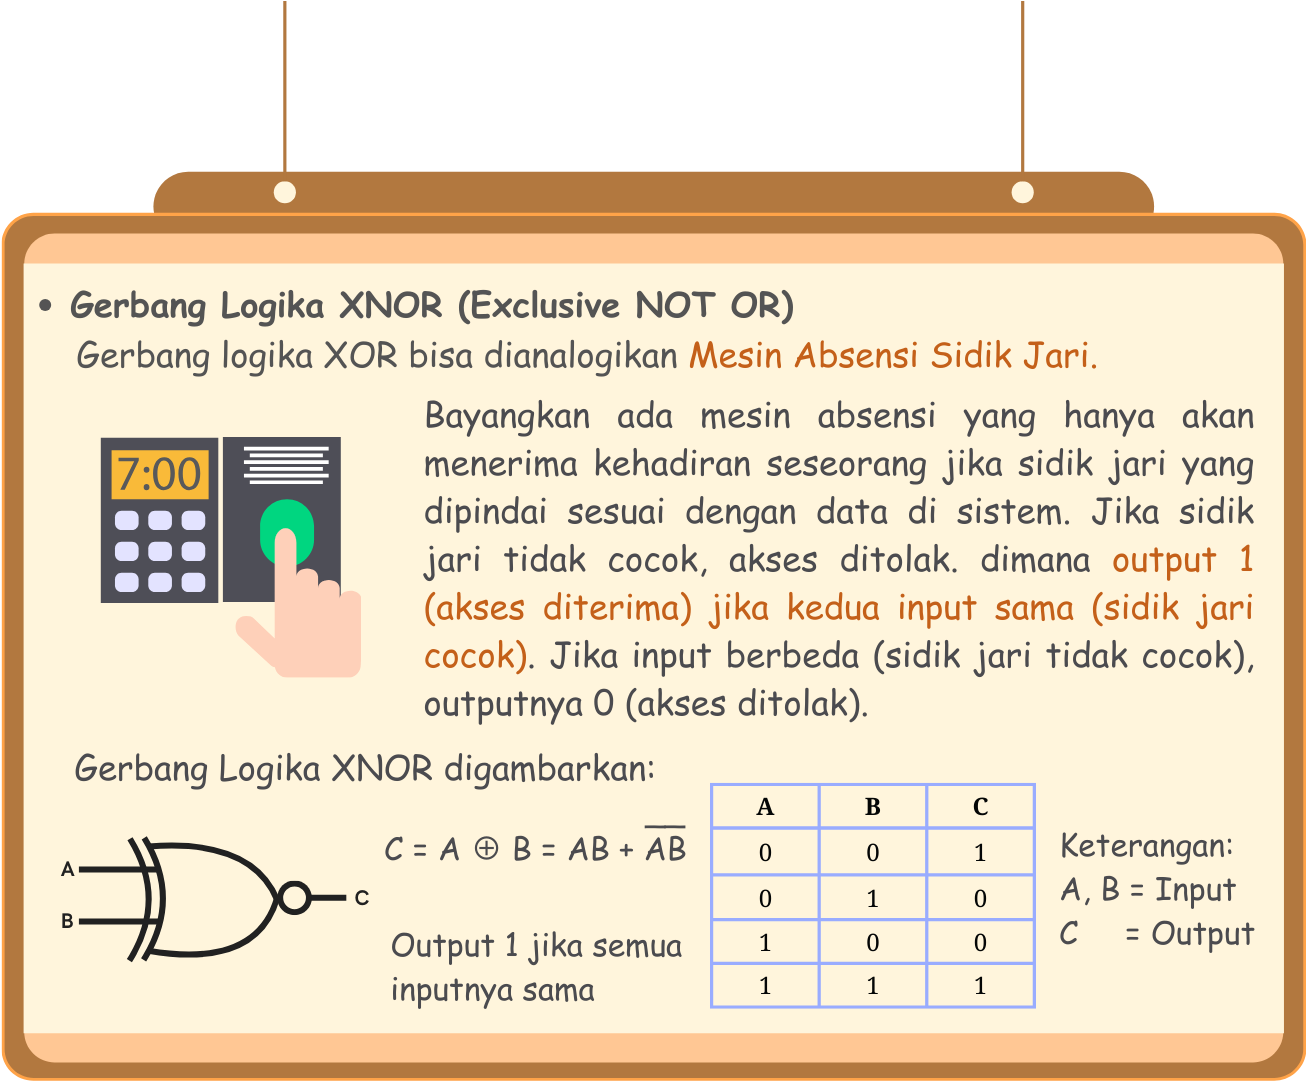 • Gerbang Logika XNOR (Exclusive NOT OR)
Gerbang logika XOR bisa dianalogikan Mesin Absensi Sidik Jari.
7:00
Bayangkan ada mesin absensi yang hanya akan
menerima kehadiran seseorang jika sidik jari yang
dipindai sesuai dengan data di sistem. Jika sidik
jari tidak cocok, akses ditolak. dimana output 1
(akses diterima) jika kedua input sama (sidik jari
cocok). Jika input berbeda (sidik jari tidak cocok),
outputnya 0 (akses ditolak).
Gerbang Logika XNOR digambarkan:
A
B
C
C = A ⊕ B = AB + A̅B̅
Output 1 jika semua
inputnya sama
A B C
0 0 1
0 1 0
1 0 0
1 1 1
Keterangan:
A, B = Input
C = Output